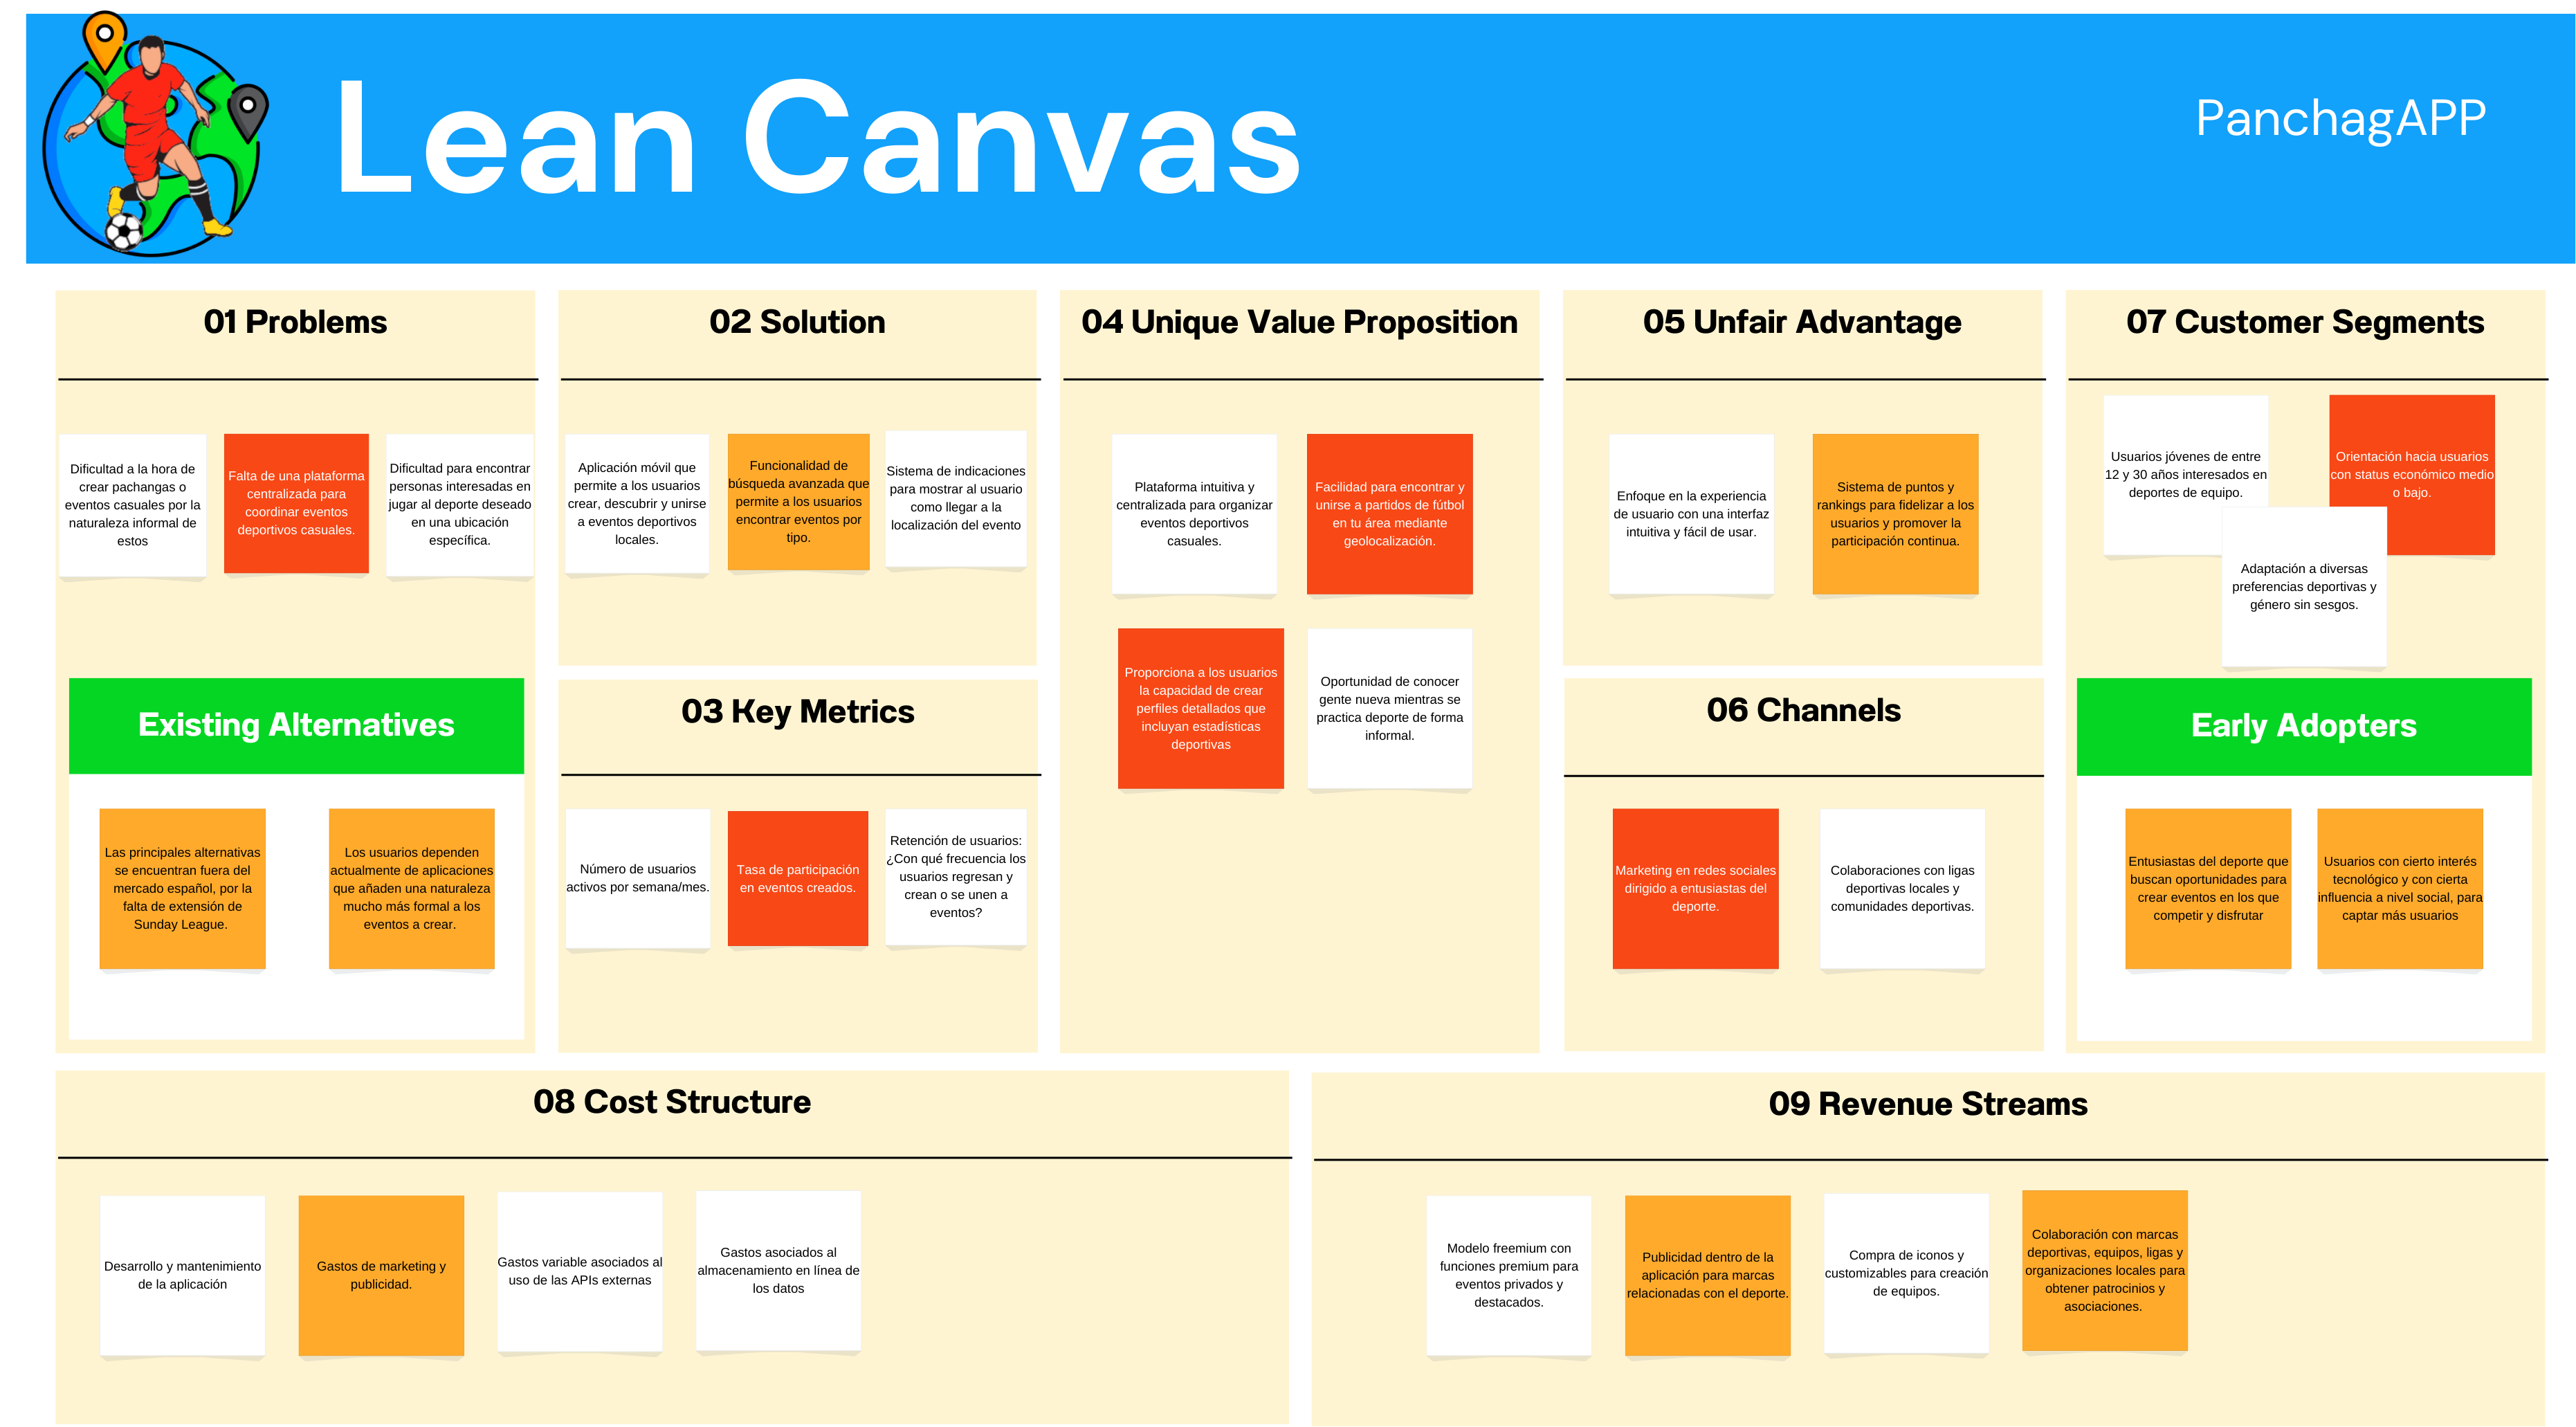 Lean Canvas
PanchagAPP
01 Problems
Dificultad a la hora de
crear pachangas o
eventos casuales por la
naturaleza informal de
estos
Falta de una plataforma
centralizada para
coordinar eventos
deportivos casuales.
Dificultad para encontrar
personas interesadas en
jugar al deporte deseado
en una ubicación
específica.
Existing Alternatives
Las principales alternativas
se encuentran fuera del
mercado español, por la
falta de extensión de
Sunday League.
Los usuarios dependen
actualmente de aplicaciones
que añaden una naturaleza
mucho más formal a los
eventos a crear.
02 Solution
Aplicación móvil que
permite a los usuarios
crear, descubrir y unirse
a eventos deportivos
locales.
Funcionalidad de
búsqueda avanzada que
permite a los usuarios
encontrar eventos por
tipo.
Sistema de indicaciones
para mostrar al usuario
como llegar a la
localización del evento
03 Key Metrics
Número de usuarios
activos por semana/mes.
Tasa de participación
en eventos creados.
Retención de usuarios:
¿Con qué frecuencia los
usuarios regresan y
crean o se unen a
eventos?
04 Unique Value Proposition
Plataforma intuitiva y
centralizada para organizar
eventos deportivos
casuales.
Facilidad para encontrar y
unirse a partidos de fútbol
en tu área mediante
geolocalización.
Proporciona a los usuarios
la capacidad de crear
perfiles detallados que
incluyan estadísticas
deportivas
Oportunidad de conocer
gente nueva mientras se
practica deporte de forma
informal.
05 Unfair Advantage
Enfoque en la experiencia
de usuario con una interfaz
intuitiva y fácil de usar.
Sistema de puntos y
rankings para fidelizar a los
usuarios y promover la
participación continua.
06 Channels
Marketing en redes sociales
dirigido a entusiastas del
deporte.
Colaboraciones con ligas
deportivas locales y
comunidades deportivas.
07 Customer Segments
Usuarios jóvenes de entre
12 y 30 años interesados en
deportes de equipo.
Orientación hacia usuarios
con status económico medio
o bajo.
Adaptación a diversas
preferencias deportivas y
género sin sesgos.
Early Adopters
Entusiastas del deporte que
buscan oportunidades para
crear eventos en los que
competir y disfrutar
Usuarios con cierto interés
tecnológico y con cierta
influencia a nivel social, para
captar más usuarios
08 Cost Structure
Desarrollo y mantenimiento
de la aplicación
Gastos de marketing y
publicidad.
Gastos variable asociados al
uso de las APIs externas
Gastos asociados al
almacenamiento en línea de
los datos
09 Revenue Streams
Modelo freemium con
funciones premium para
eventos privados y
destacados.
Publicidad dentro de la
aplicación para marcas
relacionadas con el deporte.
Compra de iconos y
customizables para creación
de equipos.
Colaboración con marcas
deportivas, equipos, ligas y
organizaciones locales para
obtener patrocinios y
asociaciones.